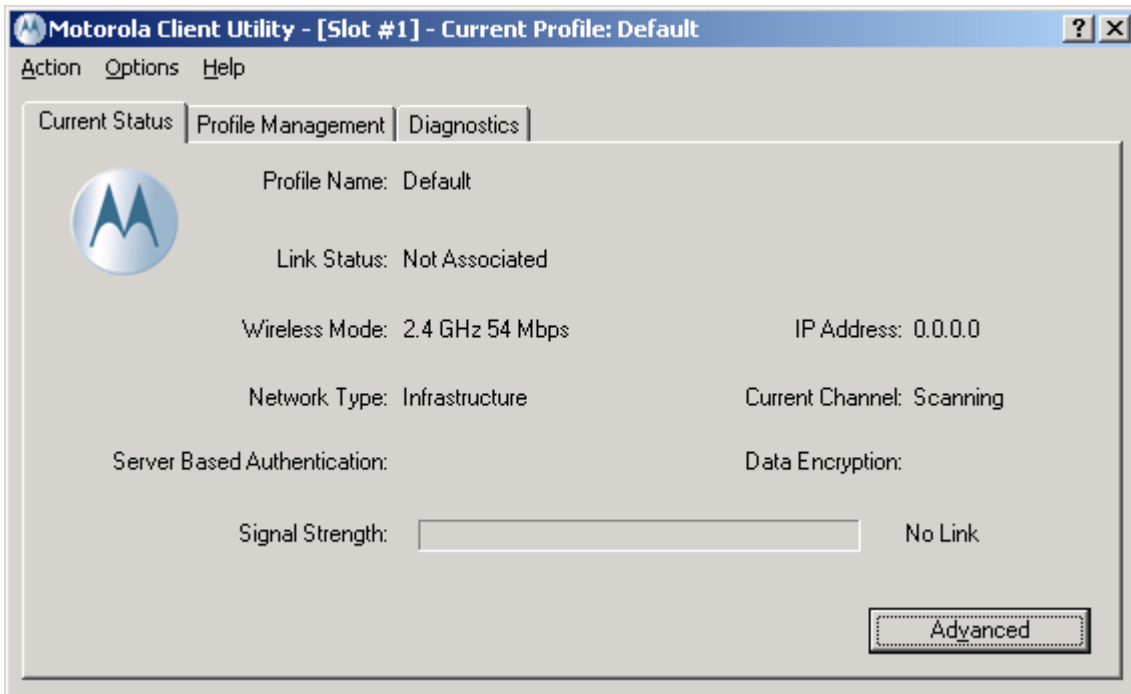 Motorola Client Utility - [Slot #1] - Current Profile: Default
Action Options Help
Current Status Profile Management Diagnostics
Profile Name: Default
Link Status: Not Associated
Wireless Mode: 2.4 GHz 54 Mbps IP Address: 0.0.0.0
Network Type: Infrastructure Current Channel: Scanning
Server Based Authentication: Data Encryption:
Signal Strength: No Link
Advanced